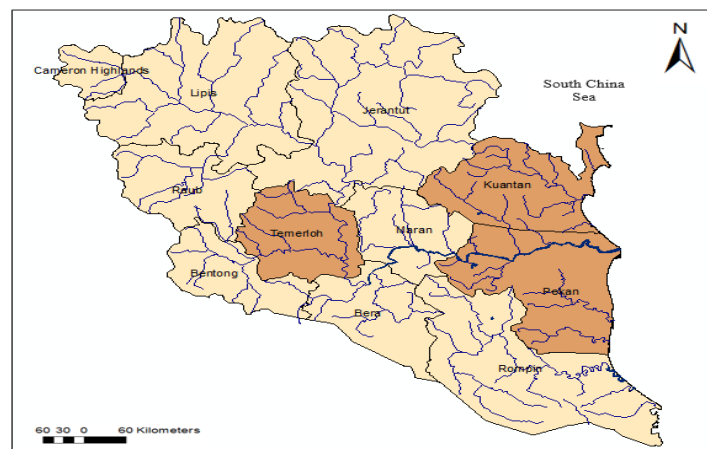 N
South China
Sea
Cameron Highlands
Lipis
Jerantut
Kuantan
Raub
Temerloh
Maran
Bentong
Pekan
Bera
Rompin
60 30 0 60 Kilometers